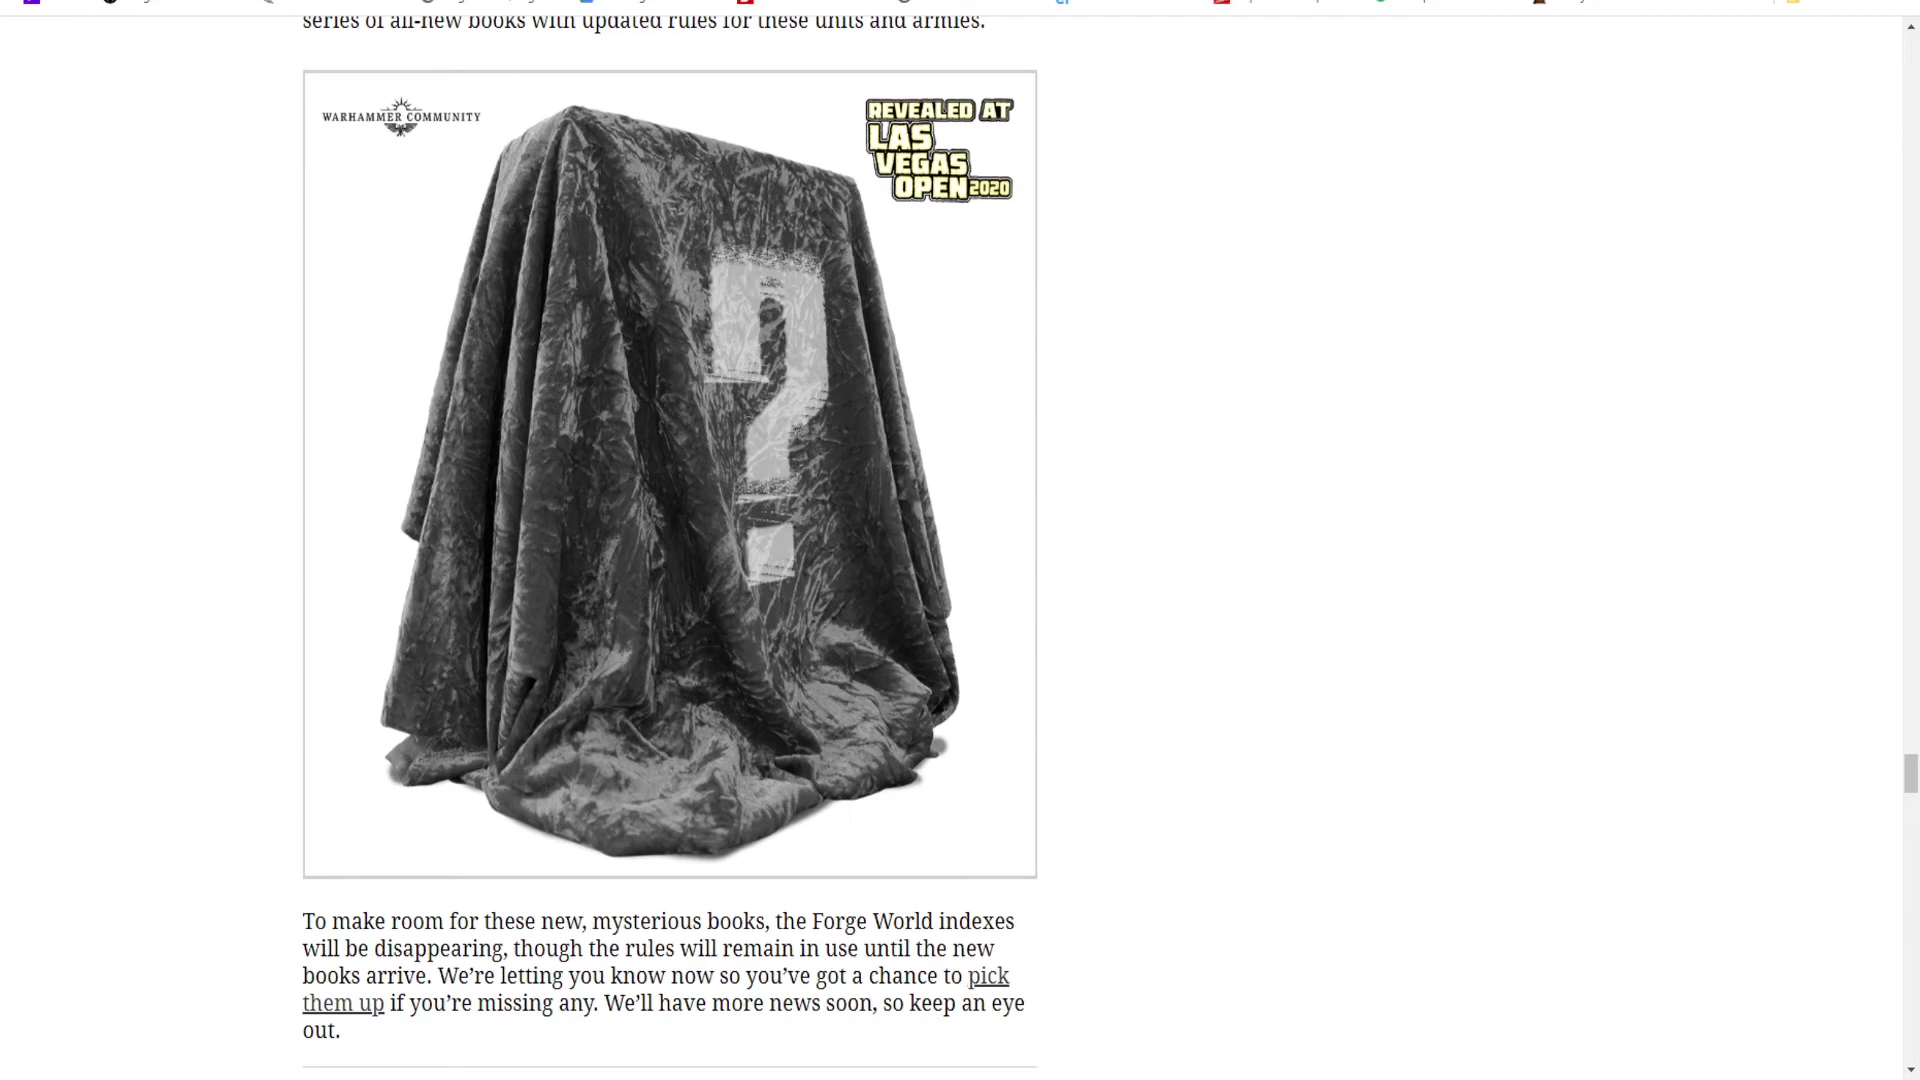 series of all-new books with updated rules for these units and armies.
WARHAMMER COMMUNITY
REVEALED AT
LAS
VEGAS
OPEN 2020
?
To make room for these new, mysterious books, the Forge World indexes
will be disappearing, though the rules will remain in use until the new
books arrive. We’re letting you know now so you’ve got a chance to pick
them up if you’re missing any. We’ll have more news soon, so keep an eye
out.